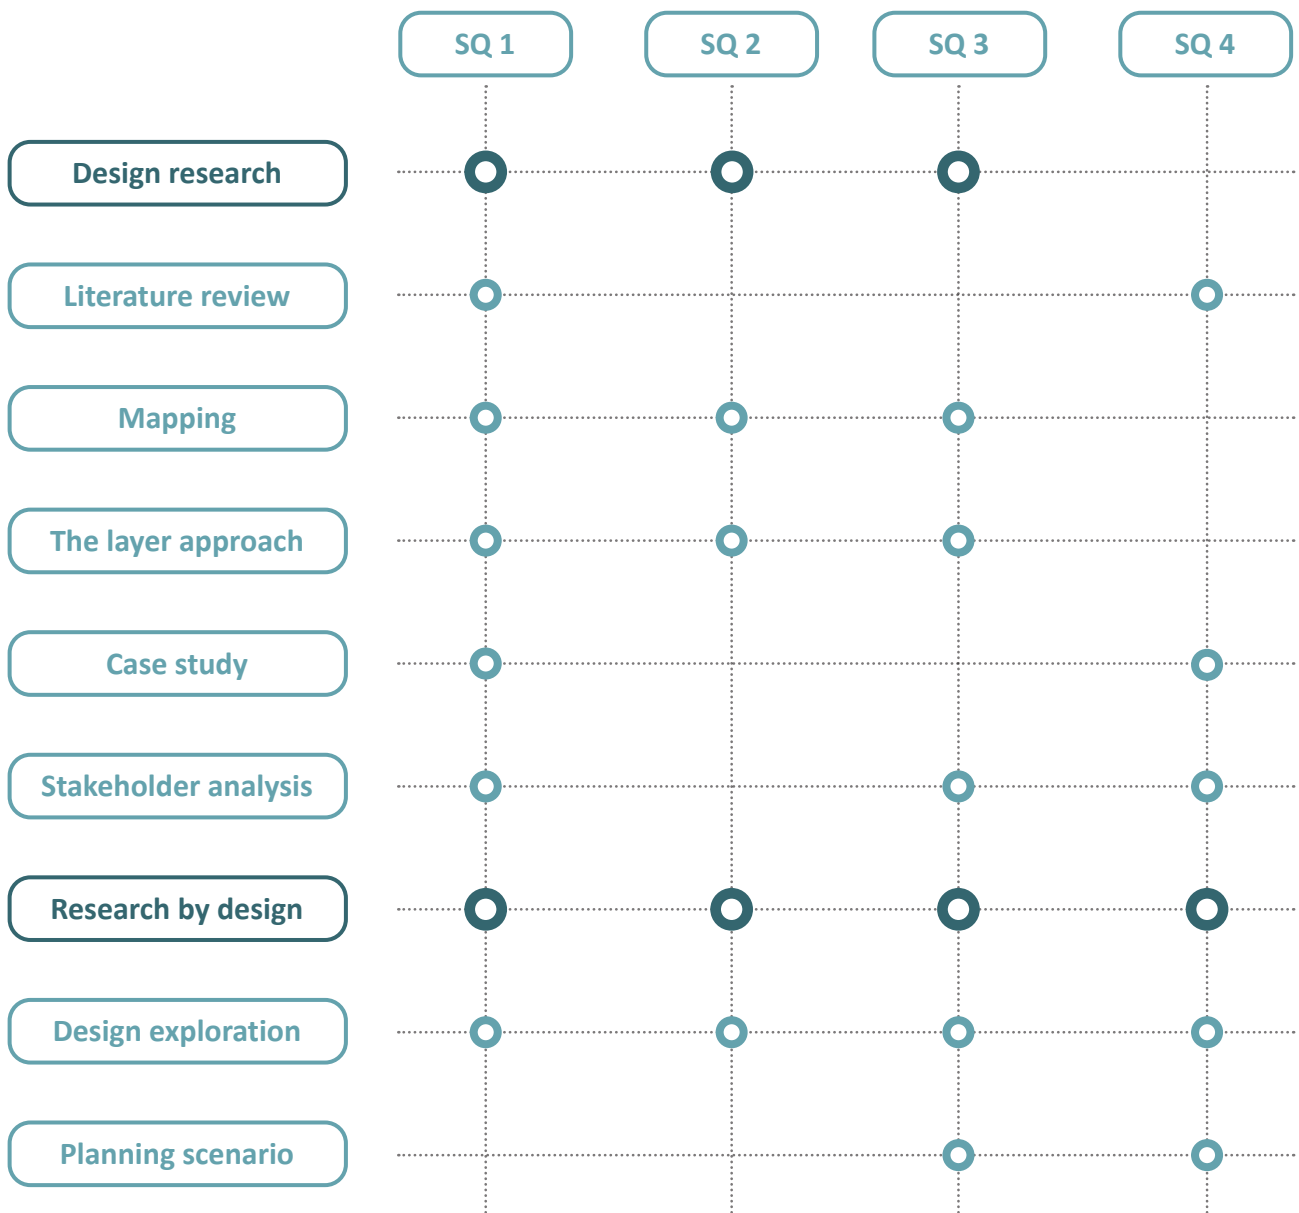 SQ 1 SQ 2 SQ 3 SQ 4
Design research
Literature review
Mapping
The layer approach
Case study
Stakeholder analysis
Research by design
Design exploration
Planning scenario